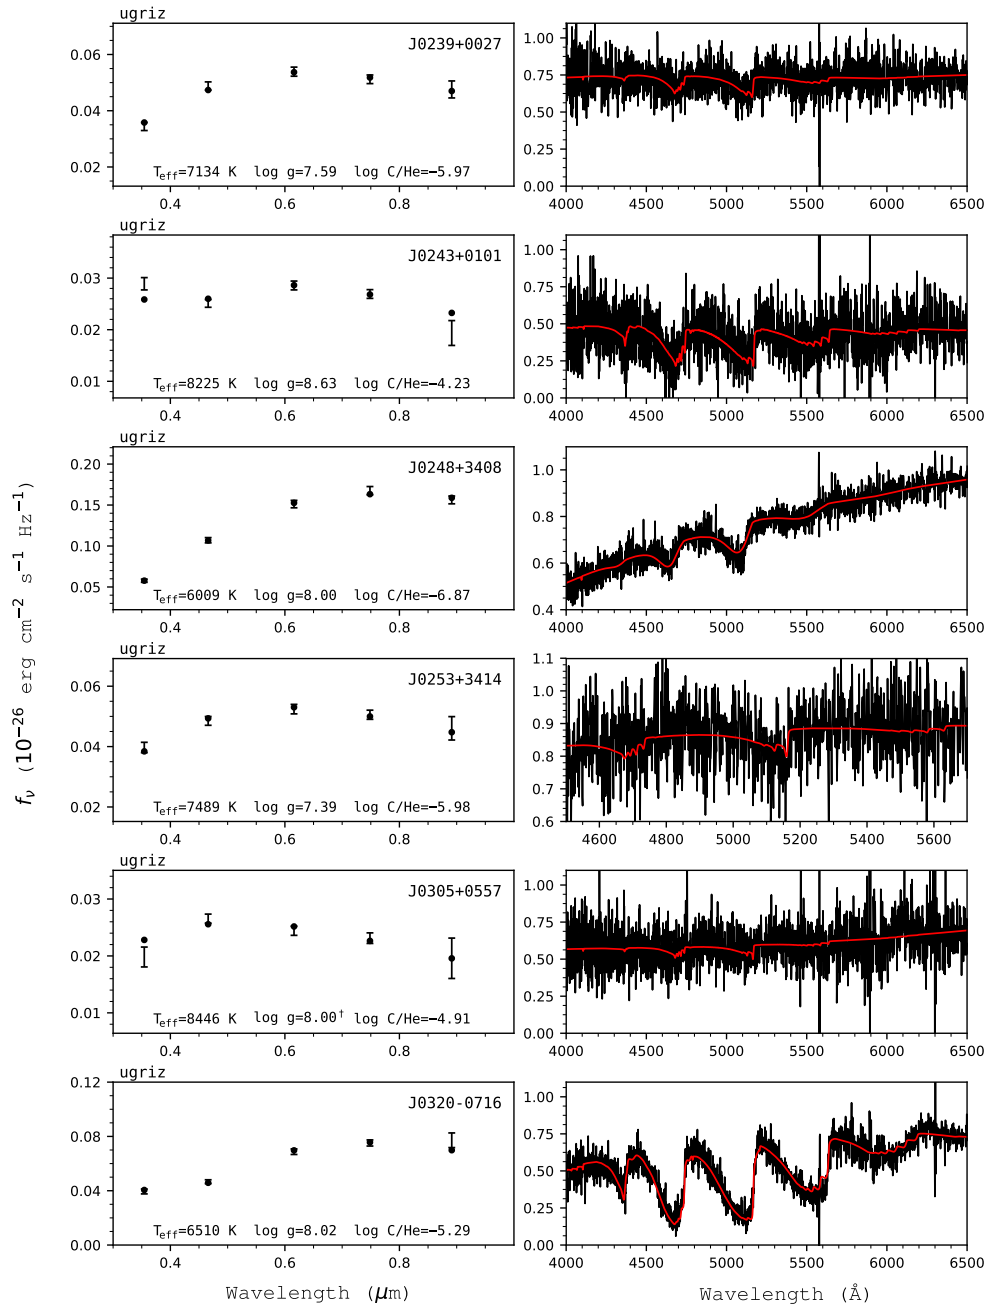 ugriz
J0239+0027
0.06
0.04
0.02
T_eff=7134 K log g=7.59 log C/He=−5.97
0.4 0.6 0.8
1.00
0.75
0.50
0.25
0.00
4000 4500 5000 5500 6000 6500
ugriz
J0243+0101
0.03
0.02
0.01
T_eff=8225 K log g=8.63 log C/He=−4.23
0.4 0.6 0.8
1.00
0.75
0.50
0.25
0.00
4000 4500 5000 5500 6000 6500
ugriz
J0248+3408
0.20
0.15
0.10
0.05
T_eff=6009 K log g=8.00 log C/He=−6.87
0.4 0.6 0.8
1.0
0.8
0.6
0.4
4000 4500 5000 5500 6000 6500
f_ν (10^−26 erg cm^−2 s^−1 Hz^−1)
ugriz
J0253+3414
0.06
0.04
0.02
T_eff=7489 K log g=7.39 log C/He=−5.98
0.4 0.6 0.8
1.1
1.0
0.9
0.8
0.7
0.6
4600 4800 5000 5200 5400 5600
ugriz
J0305+0557
0.03
0.02
0.01
T_eff=8446 K log g=8.00† log C/He=−4.91
0.4 0.6 0.8
1.00
0.75
0.50
0.25
0.00
4000 4500 5000 5500 6000 6500
ugriz
J0320-0716
0.12
0.08
0.04
0.00
T_eff=6510 K log g=8.02 log C/He=−5.29
0.4 0.6 0.8
1.00
0.75
0.50
0.25
0.00
4000 4500 5000 5500 6000 6500
Wavelength (μm)
Wavelength (Å)